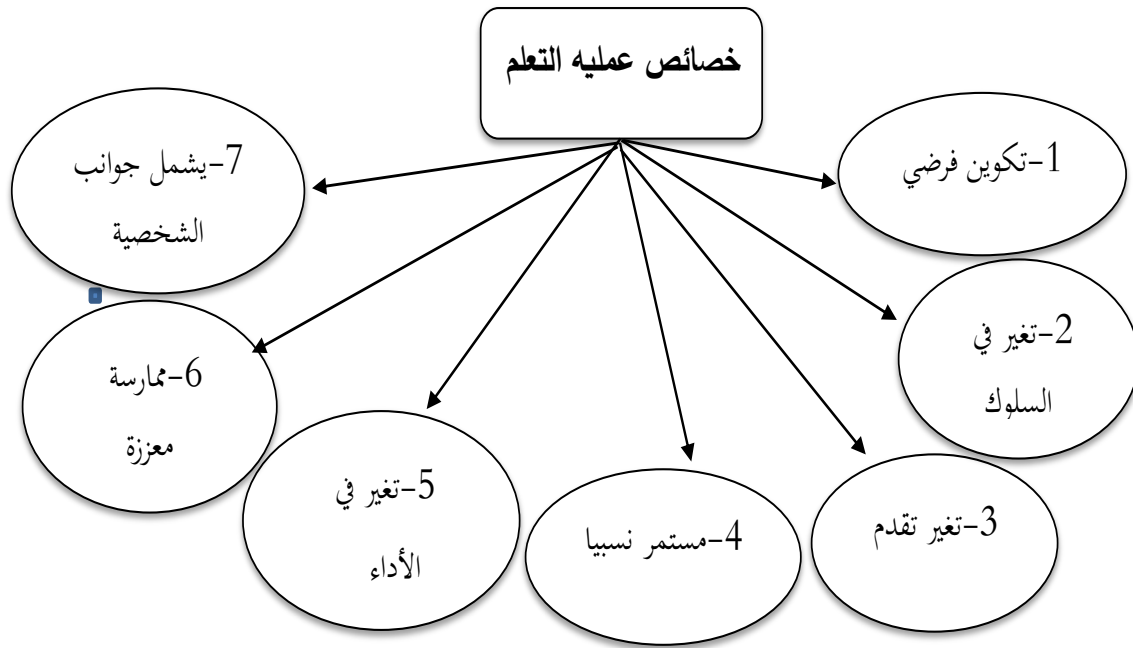 خصائص عمليه التعلم
1-تكوين فرضي
2-تغير في
السلوك
3-تغير تقدم
4-مستمر نسبيا
5-تغير في
الأداء
6-ممارسة
معززة
7-يشمل جوانب
الشخصية